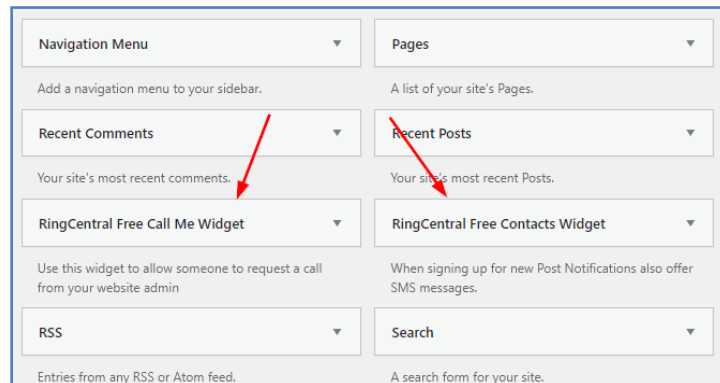 Navigation Menu
Pages
Add a navigation menu to your sidebar.
A list of your site's Pages.
Recent Comments
Recent Posts
Your site's most recent comments.
Your site's most recent Posts.
RingCentral Free Call Me Widget
RingCentral Free Contacts Widget
Use this widget to allow someone to request a call
from your website admin
When signing up for new Post Notifications also offer
SMS messages.
RSS
Search
Entries from any RSS or Atom feed.
A search form for your site.